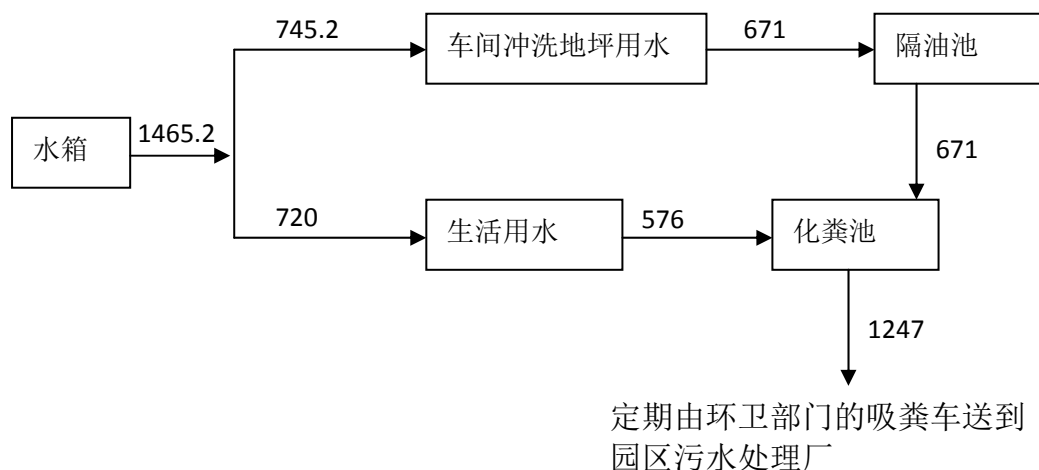 745.2
车间冲洗地坪用水
671
隔油池
水箱
1465.2
671
720
生活用水
576
化粪池
1247
定期由环卫部门的吸粪车送到
园区污水处理厂